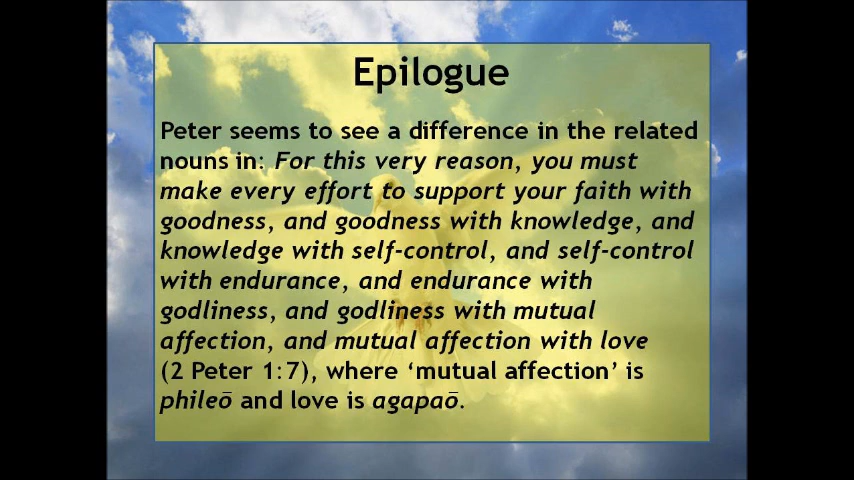 Epilogue
Peter seems to see a difference in the related
nouns in: For this very reason, you must
make every effort to support your faith with
goodness, and goodness with knowledge, and
knowledge with self-control, and self-control
with endurance, and endurance with
godliness, and godliness with mutual
affection, and mutual affection with love
(2 Peter 1:7), where ‘mutual affection’ is
phileō and love is agapaō.